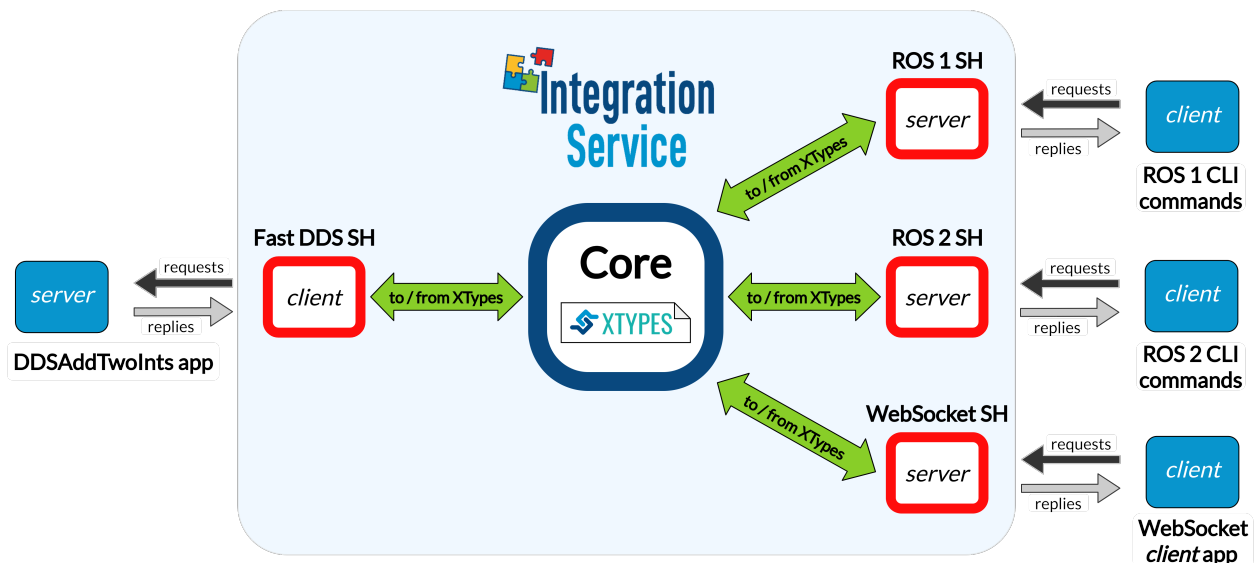 Integration
Service
Fast DDS SH
client
server
requests
replies
DDSAddTwoInts app
to / from XTypes
Core
XTYPES
to / from XTypes
ROS 1 SH
server
requests
replies
client
ROS 1 CLI
commands
to / from XTypes
ROS 2 SH
server
requests
replies
client
ROS 2 CLI
commands
to / from XTypes
WebSocket SH
server
requests
replies
client
WebSocket
client app